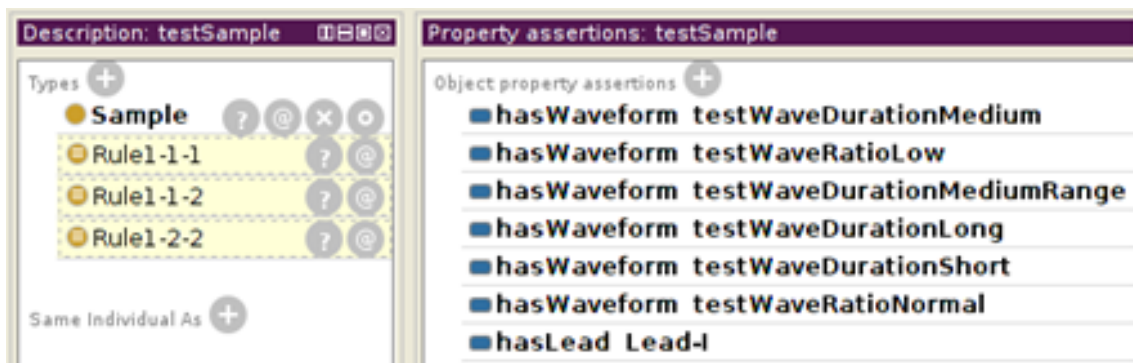 Description: testSample
Types
Sample
Rule1-1-1
Rule1-1-2
Rule1-2-2
Same Individual As
Property assertions: testSample
Object property assertions
hasWaveform testWaveDurationMedium
hasWaveform testWaveRatioLow
hasWaveform testWaveDurationMediumRange
hasWaveform testWaveDurationLong
hasWaveform testWaveDurationShort
hasWaveform testWaveRatioNormal
hasLead Lead-I